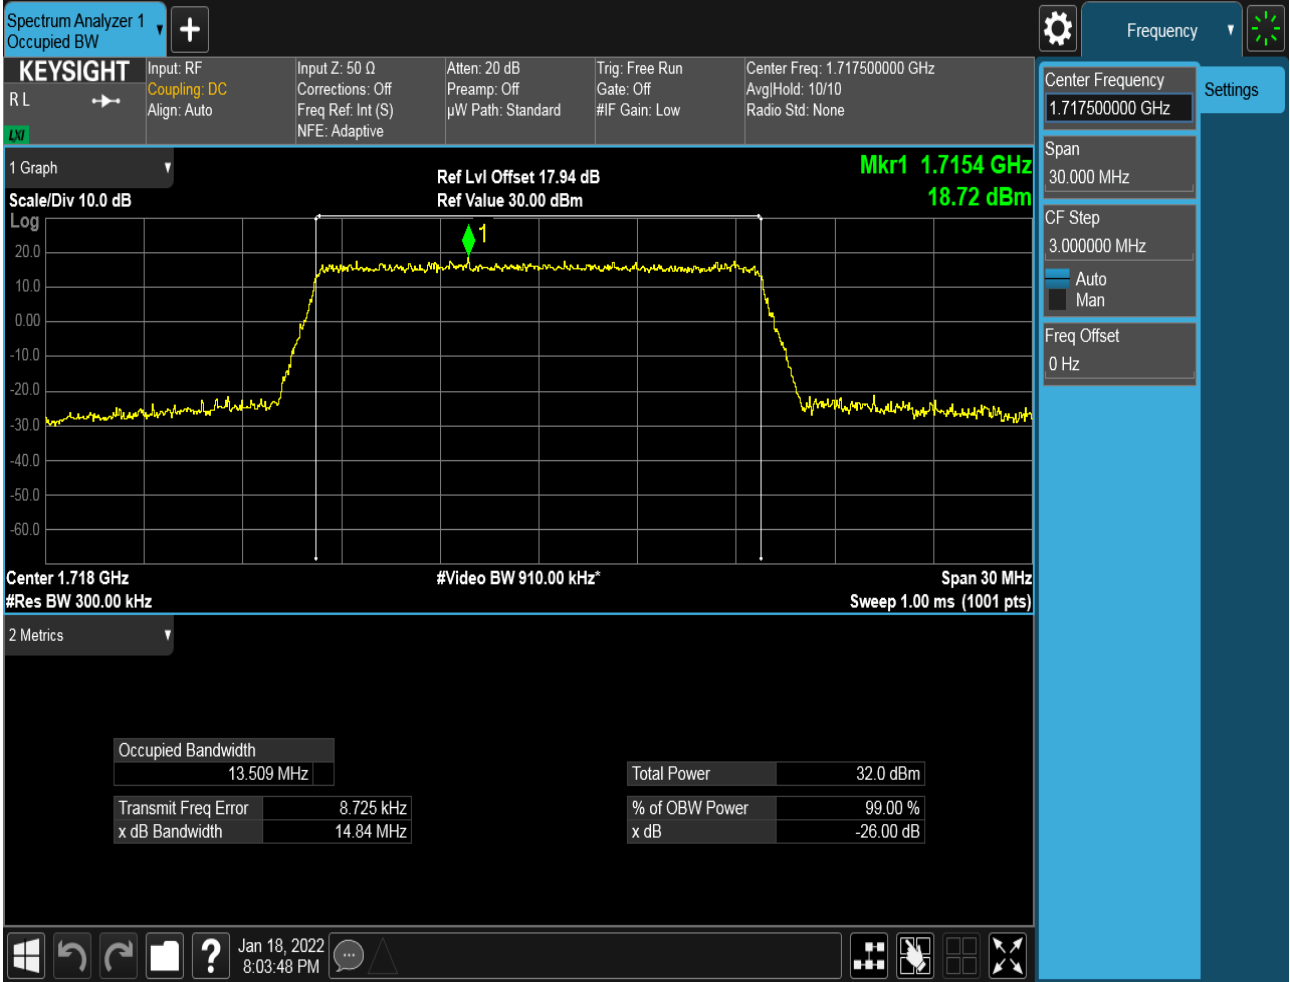 Spectrum Analyzer 1
Occupied BW
Frequency
KEYSIGHT
R L
LXI
Input: RF
Coupling: DC
Align: Auto
Input Z: 50 Ω
Corrections: Off
Freq Ref: Int (S)
NFE: Adaptive
Atten: 20 dB
Preamp: Off
µW Path: Standard
Trig: Free Run
Gate: Off
#IF Gain: Low
Center Freq: 1.717500000 GHz
Avg|Hold: 10/10
Radio Std: None
Center Frequency
1.717500000 GHz
Settings
Span
30.000 MHz
CF Step
3.000000 MHz
Auto
Man
Freq Offset
0 Hz
1 Graph
Scale/Div 10.0 dB
Ref Lvl Offset 17.94 dB
Ref Value 30.00 dBm
Mkr1 1.7154 GHz
18.72 dBm
Log
1
20.0
10.0
0.00
-10.0
-20.0
-30.0
-40.0
-50.0
-60.0
Center 1.718 GHz
#Video BW 910.00 kHz*
Span 30 MHz
#Res BW 300.00 kHz
Sweep 1.00 ms (1001 pts)
2 Metrics
Occupied Bandwidth
13.509 MHz
Total Power 32.0 dBm
Transmit Freq Error 8.725 kHz
% of OBW Power 99.00 %
x dB Bandwidth 14.84 MHz
x dB -26.00 dB
?
Jan 18, 2022
8:03:48 PM